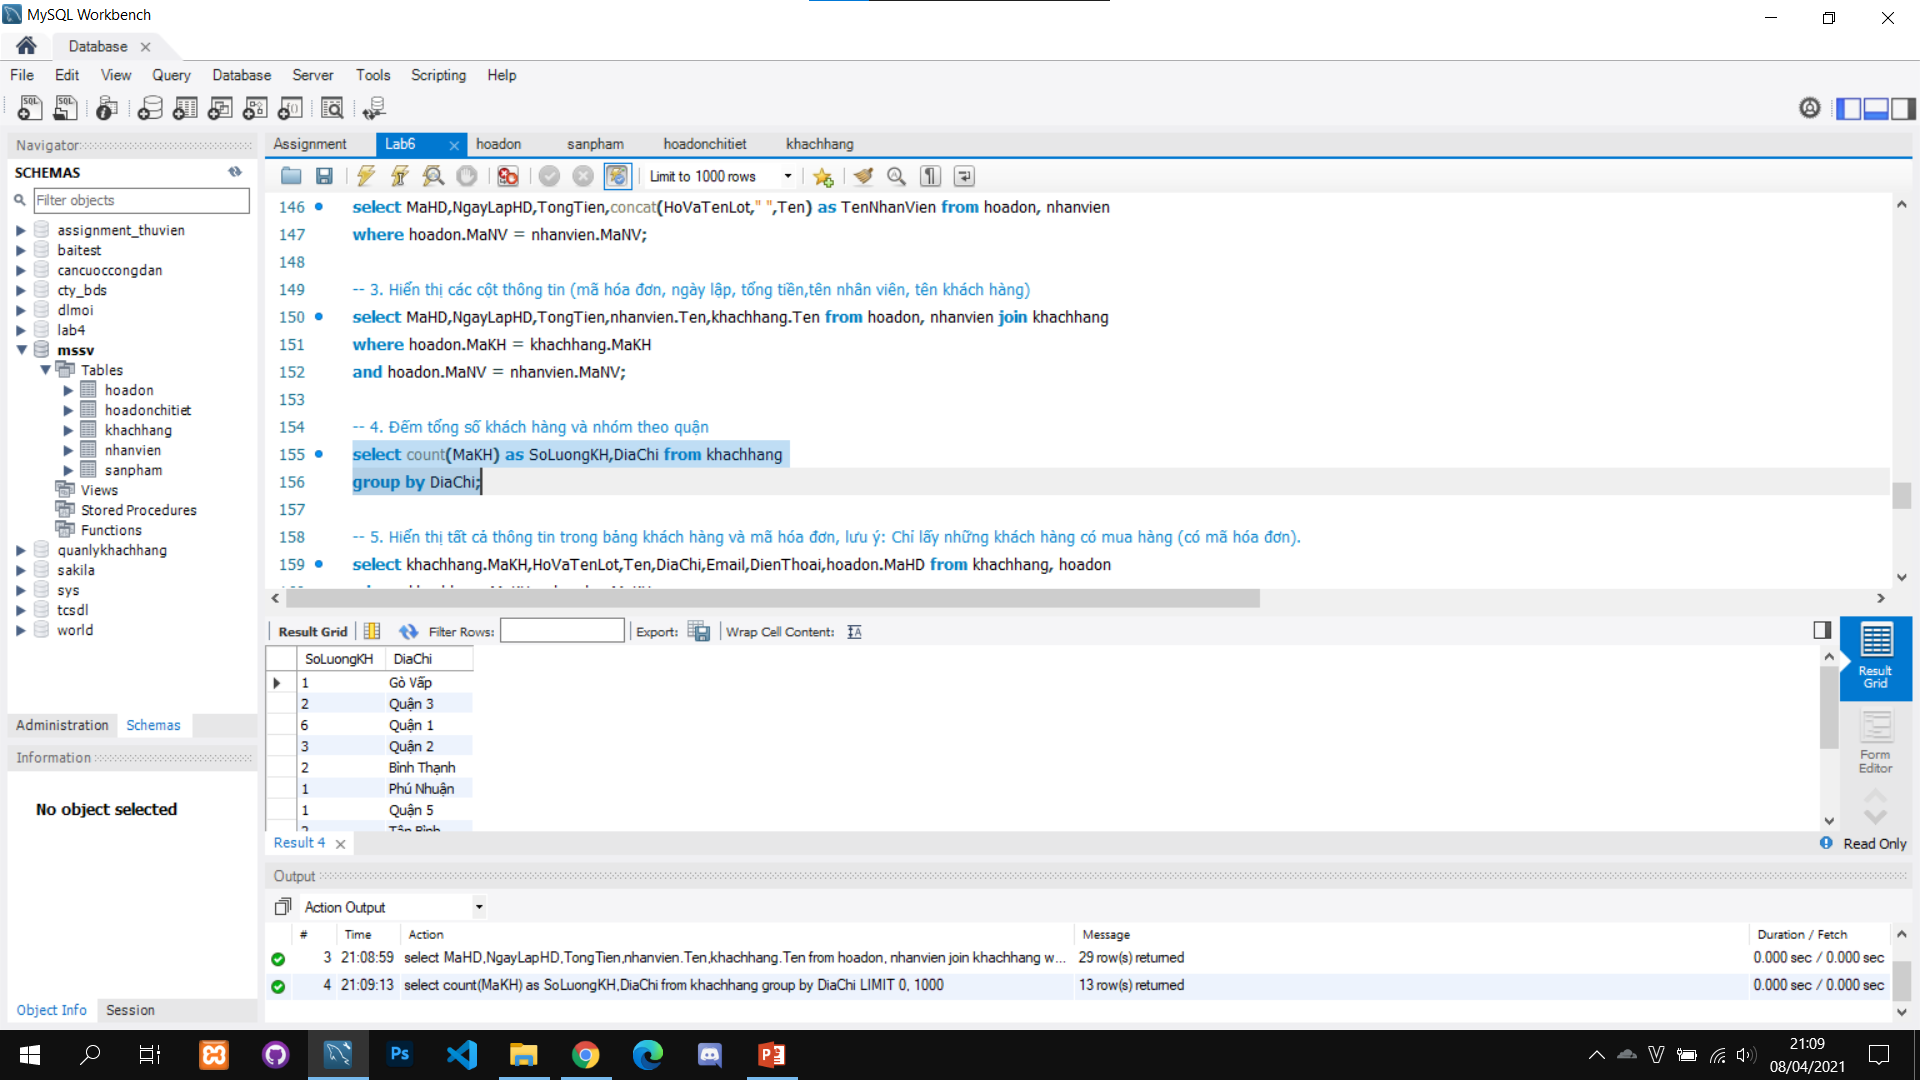 MySQL Workbench
Database
File Edit View Query Database Server Tools Scripting Help
Navigator
SCHEMAS
Filter objects
assignment_thuvien
baitest
cancuoccongdan
cty_bds
dlmoi
lab4
mssv
Tables
hoadon
hoadonchitiet
khachhang
nhanvien
sanpham
Views
Stored Procedures
Functions
quanlykhachhang
sakila
sys
tcsdl
world
Administration Schemas
Information
No object selected
Object Info Session
Assignment Lab6 hoadon sanpham hoadonchitiet khachhang
Limit to 1000 rows
146 select MaHD,NgayLapHD,TongTien,concat(HoVaTenLot," ",Ten) as TenNhanVien from hoadon, nhanvien
147 where hoadon.MaNV = nhanvien.MaNV;
148
149 -- 3. Hiển thị các cột thông tin (mã hóa đơn, ngày lập, tổng tiền,tên nhân viên, tên khách hàng)
150 select MaHD,NgayLapHD,TongTien,nhanvien.Ten,khachhang.Ten from hoadon, nhanvien join khachhang
151 where hoadon.MaKH = khachhang.MaKH
152 and hoadon.MaNV = nhanvien.MaNV;
153
154 -- 4. Đếm tổng số khách hàng và nhóm theo quận
155 select count(MaKH) as SoLuongKH,DiaChi from khachhang
156 group by DiaChi;
157
158 -- 5. Hiển thị tất cả thông tin trong bảng khách hàng và mã hóa đơn, lưu ý: Chỉ lấy những khách hàng có mua hàng (có mã hóa đơn).
159 select khachhang.MaKH,HoVaTenLot,Ten,DiaChi,Email,DienThoai,hoadon.MaHD from khachhang, hoadon
Result Grid Filter Rows: Export: Wrap Cell Content:
SoLuongKH DiaChi
1 Gò Vấp
2 Quận 3
6 Quận 1
3 Quận 2
2 Bình Thạnh
1 Phú Nhuận
1 Quận 5
2 Tân Bình
Result Grid
Form Editor
Result 4
Read Only
Output
Action Output
# Time Action Message Duration / Fetch
3 21:08:59 select MaHD,NgayLapHD,TongTien,nhanvien.Ten,khachhang.Ten from hoadon, nhanvien join khachhang w... 29 row(s) returned 0.000 sec / 0.000 sec
4 21:09:13 select count(MaKH) as SoLuongKH,DiaChi from khachhang group by DiaChi LIMIT 0, 1000 13 row(s) returned 0.000 sec / 0.000 sec
21:09
08/04/2021